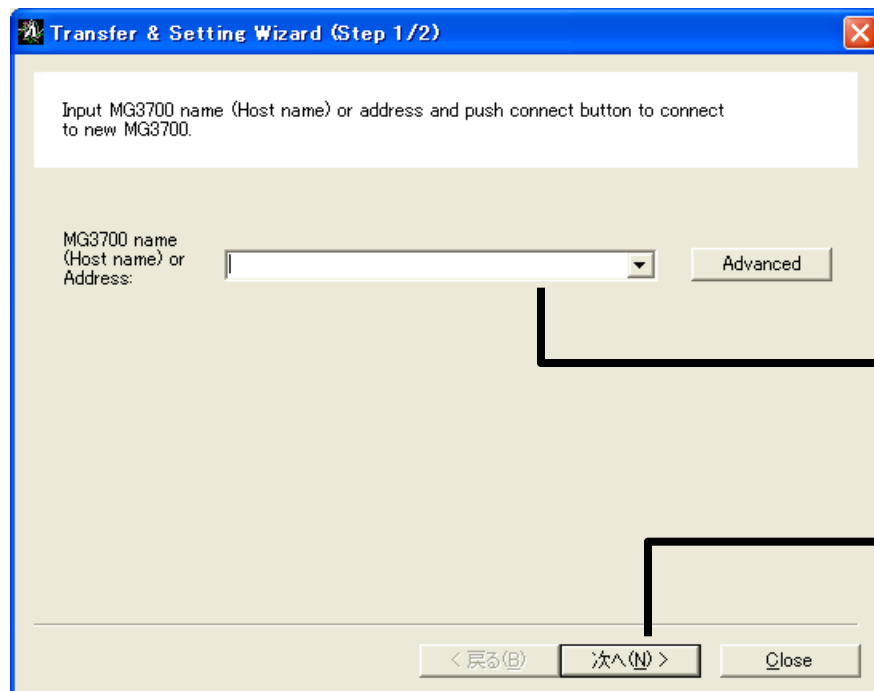 Transfer & Setting Wizard (Step 1/2)
Input MG3700 name (Host name) or address and push connect button to connect
to new MG3700.
MG3700 name
(Host name) or
Address:
Advanced
< 戻る(B)
次へ(N) >
Close